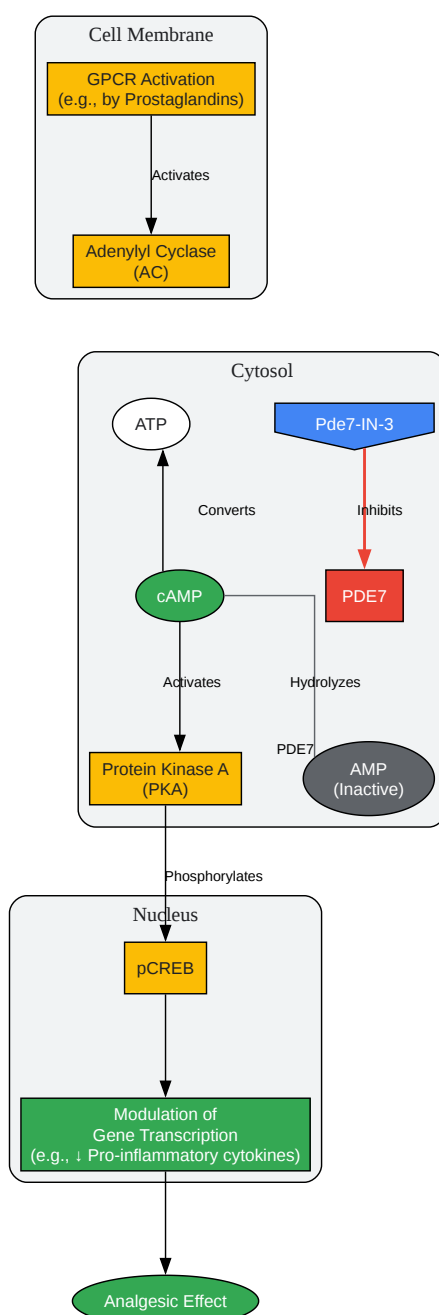 Cell Membrane
GPCR Activation
(e.g., by Prostaglandins)
Activates
Adenylyl Cyclase
(AC)
Cytosol
ATP
Pde7-IN-3
Converts
Inhibits
cAMP
PDE7
Activates
Hydrolyzes
PDE7
Protein Kinase A
(PKA)
AMP
(Inactive)
Phosphorylates
Nucleus
pCREB
Modulation of
Gene Transcription
(e.g., ↓ Pro-inflammatory cytokines)
Analgesic Effect